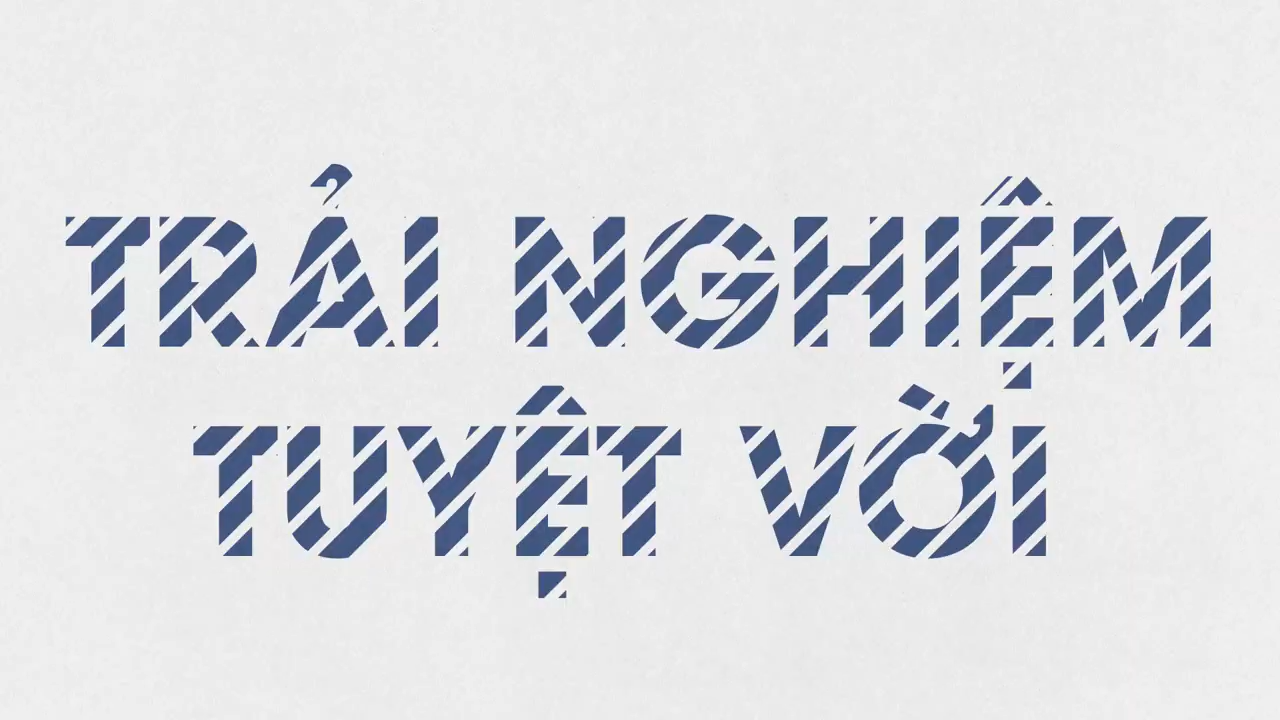 TRẢI NGHIỆM
TUYỆT VỜI